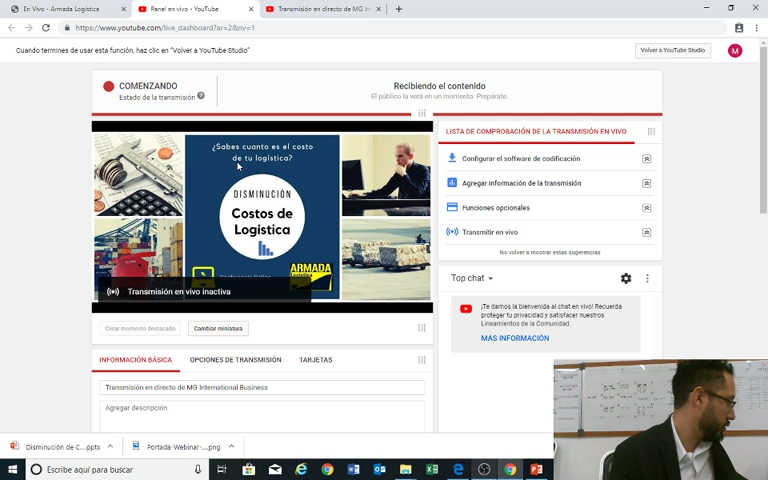 En Vivo - Armada Logística
Panel en vivo - YouTube
Transmisión en directo de MG In
https://www.youtube.com/live_dashboard?ar=2&nv=1
Cuando termines de usar esta función, haz clic en "Volver a YouTube Studio"
Volver a YouTube Studio
M
COMENZANDO
Estado de la transmisión
Recibiendo el contenido
El público la verá en un momento. Prepárate.
¿Sabes cuanto es el costo
de tu logística?
DISMINUCIÓN
Costos de
Logística
Conferencia Online
ARMADA
Transmisión en vivo inactiva
Crear momento destacado
Cambiar miniatura
INFORMACIÓN BÁSICA
OPCIONES DE TRANSMISIÓN
TARJETAS
Transmisión en directo de MG International Business
Agregar descripción
LISTA DE COMPROBACIÓN DE LA TRANSMISIÓN EN VIVO
Configurar el software de codificación
Agregar información de la transmisión
Funciones opcionales
Transmitir en vivo
No volver a mostrar estas sugerencias
Top chat
¡Te damos la bienvenida al chat en vivo! Recuerda
proteger tu privacidad y satisfacer nuestros
Lineamientos de la Comunidad.
MÁS INFORMACIÓN
Disminución de C....pptx
Portada-Webinar-....png
Escribe aquí para buscar